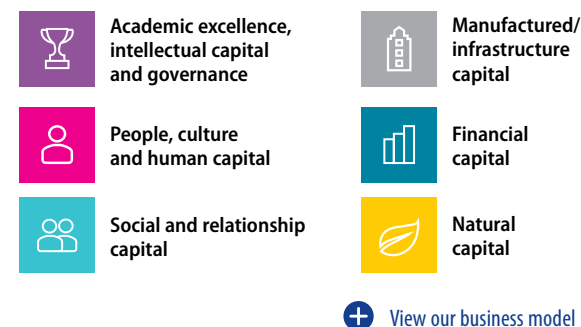 Academic excellence,
intellectual capital
and governance
Manufactured/
infrastructure
capital
People, culture
and human capital
Financial
capital
Social and relationship
capital
Natural
capital
View our business model